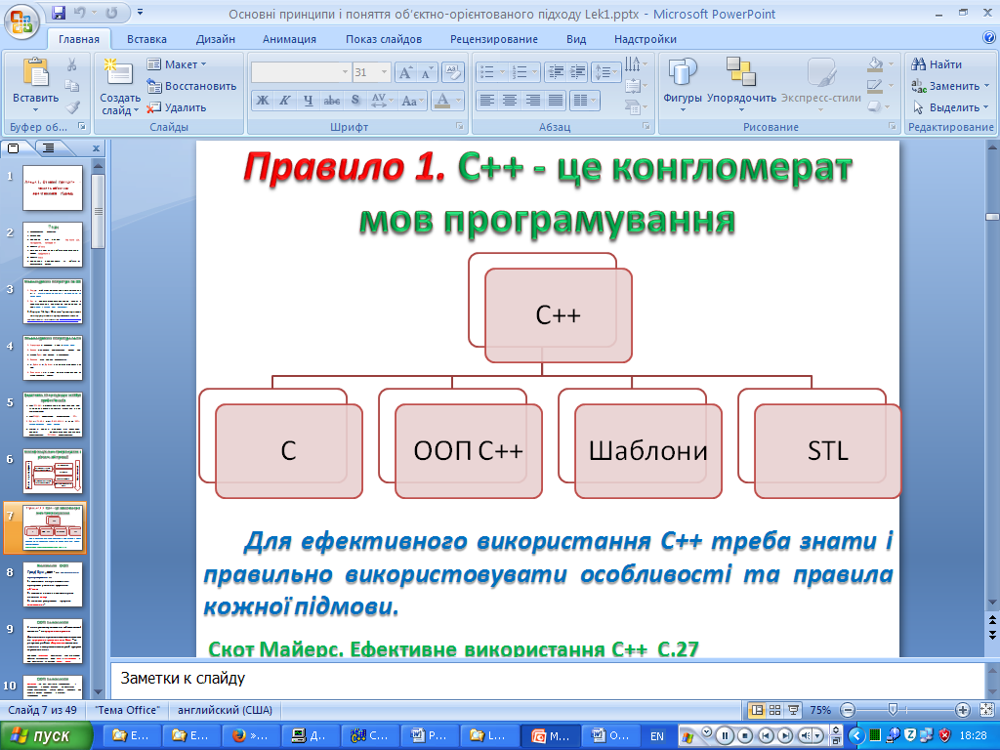 Основні принципи і поняття об'єктно-орієнтованого підходу Lek1.pptx - Microsoft PowerPoint
Главная Вставка Дизайн Анимация Показ слайдов Рецензирование Вид Надстройки
Вставить
Буфер об...
Создать слайд
Макет
Восстановить
Удалить
Слайды
31
Ж К Ч abc S AV Aa A
Шрифт
Абзац
Фигуры Упорядочить Экспресс-стили
Рисование
Найти
Заменить
Выделить
Редактирование
1
2
3
4
5
6
7
8
9
10
Правило 1. С++ - це конгломерат
мов програмування
С++
С ООП С++ Шаблони STL
Для ефективного використання С++ треба знати і
правильно використовувати особливості та правила
кожної підмови.
Скот Майерс. Ефективне використання С++ С.27
Заметки к слайду
Слайд 7 из 49 "Тема Office" английский (США) 75%
пуск E... E... »... Д.. C... P... L... M... O... EN 18:28